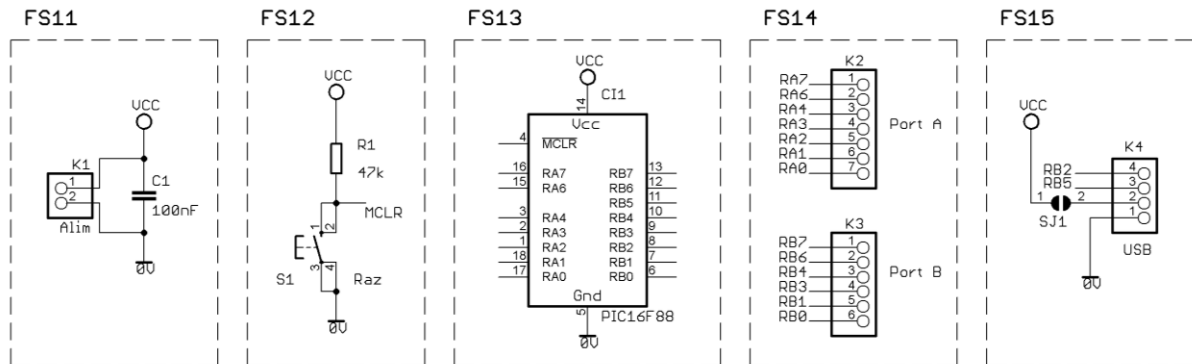 FS11
FS12
FS13
FS14
FS15
VCC
K1
1
2
Alim
C1
100nF
0V
VCC
R1
47k
MCLR
1
2
3
4
S1
Raz
0V
VCC
CI1
14
Vcc
4
MCLR
16 RA7 RB7 13
15 RA6 RB6 12
RB5 11
3 RA4 RB4 10
2 RA3 RB3 9
1 RA2 RB2 8
18 RA1 RB1 7
17 RA0 RB0 6
Gnd
5
PIC16F88
0V
K2
RA7 1
RA6 2
RA4 3
RA3 4
RA2 5
RA1 6
RA0 7
Port A
K3
RB7 1
RB6 2
RB4 3
RB3 4
RB1 5
RB0 6
Port B
VCC
K4
RB2 4
RB5 3
1 2 2
SJ1
1
USB
0V